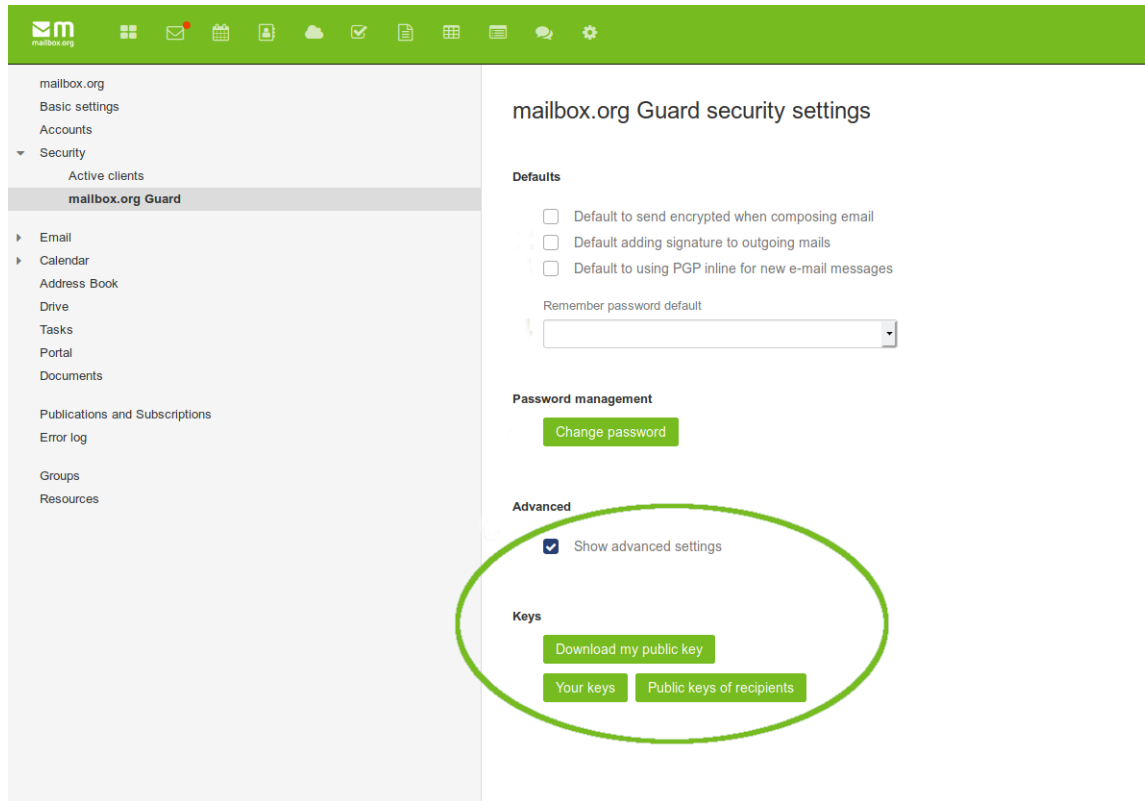 m
mailbox.org
mailbox.org
Basic settings
Accounts
Security
Active clients
mailbox.org Guard
Email
Calendar
Address Book
Drive
Tasks
Portal
Documents
Publications and Subscriptions
Error log
Groups
Resources
mailbox.org Guard security settings
Defaults
Default to send encrypted when composing email
Default adding signature to outgoing mails
Default to using PGP inline for new e-mail messages
Remember password default
Password management
Change password
Advanced
Show advanced settings
Keys
Download my public key
Your keys Public keys of recipients